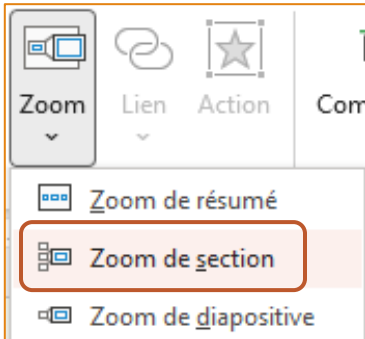 Zoom Lien Action Com
Zoom de résumé
Zoom de section
Zoom de diapositive